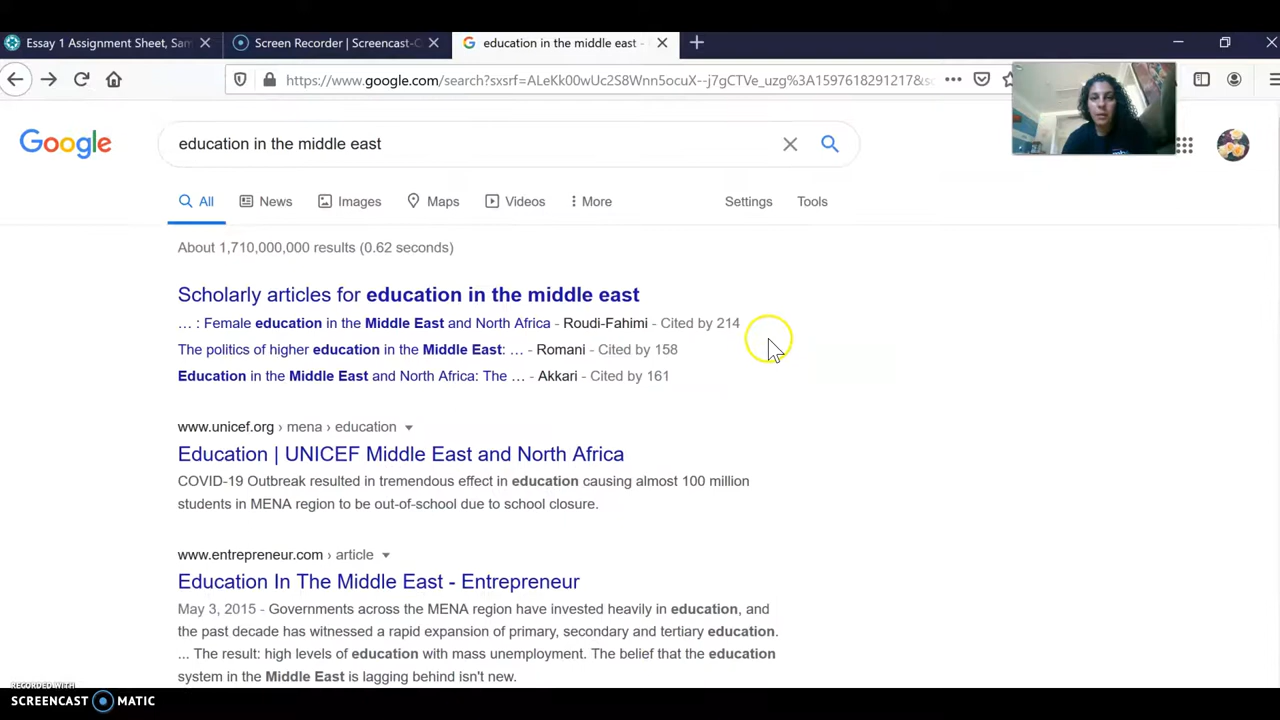 Essay 1 Assignment Sheet, Sam
Screen Recorder | Screencast-O
education in the middle east -
https://www.google.com/search?sxsrf=ALeKk00wUc2S8Wnn5ocuX--j7gCTVe_uzg%3A1597618291217&
Google
education in the middle east
All News Images Maps Videos More Settings Tools
About 1,710,000,000 results (0.62 seconds)
Scholarly articles for education in the middle east
… : Female education in the Middle East and North Africa - Roudi-Fahimi - Cited by 214
The politics of higher education in the Middle East: … - Romani - Cited by 158
Education in the Middle East and North Africa: The … - Akkari - Cited by 161
www.unicef.org › mena › education
Education | UNICEF Middle East and North Africa
COVID-19 Outbreak resulted in tremendous effect in education causing almost 100 million
students in MENA region to be out-of-school due to school closure.
www.entrepreneur.com › article
Education In The Middle East - Entrepreneur
May 3, 2015 - Governments across the MENA region have invested heavily in education, and
the past decade has witnessed a rapid expansion of primary, secondary and tertiary education.
... The result: high levels of education with mass unemployment. The belief that the education
system in the Middle East is lagging behind isn't new.
RECORDED WITH
SCREENCAST MATIC